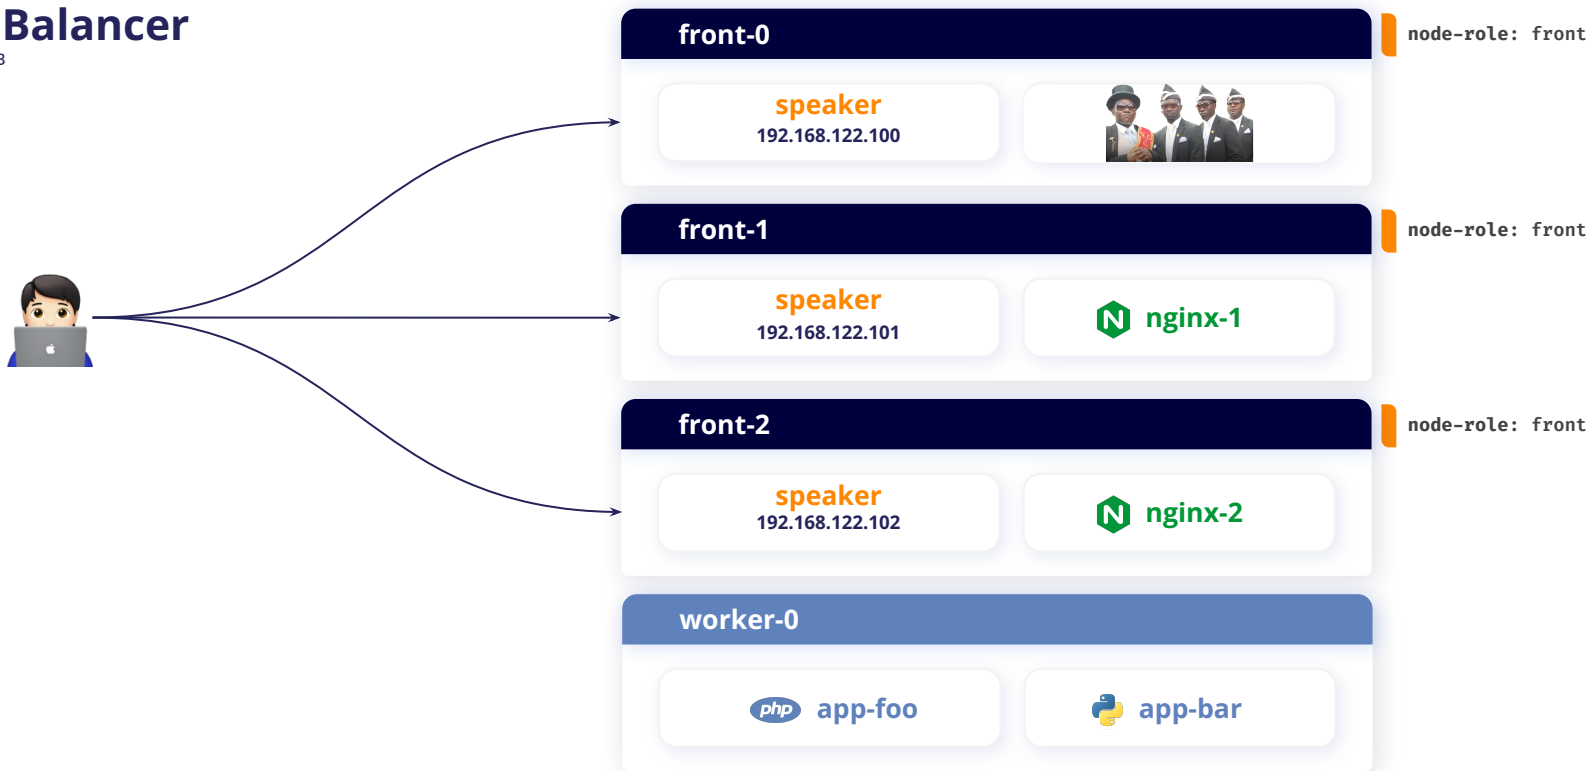 Balancer
B
front-0
node-role: front
speaker
192.168.122.100
front-1
node-role: front
speaker
192.168.122.101
nginx-1
front-2
node-role: front
speaker
192.168.122.102
nginx-2
worker-0
php app-foo
app-bar